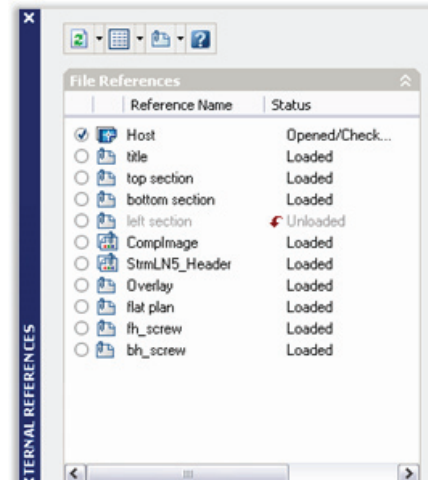 File References
Reference Name Status
Host Opened/Check...
title Loaded
top section Loaded
bottom section Loaded
left section Unloaded
CompImage Loaded
StrmLN5_Header Loaded
Overlay Loaded
flat plan Loaded
fh_screw Loaded
bh_screw Loaded
XTERNAL REFERENCES